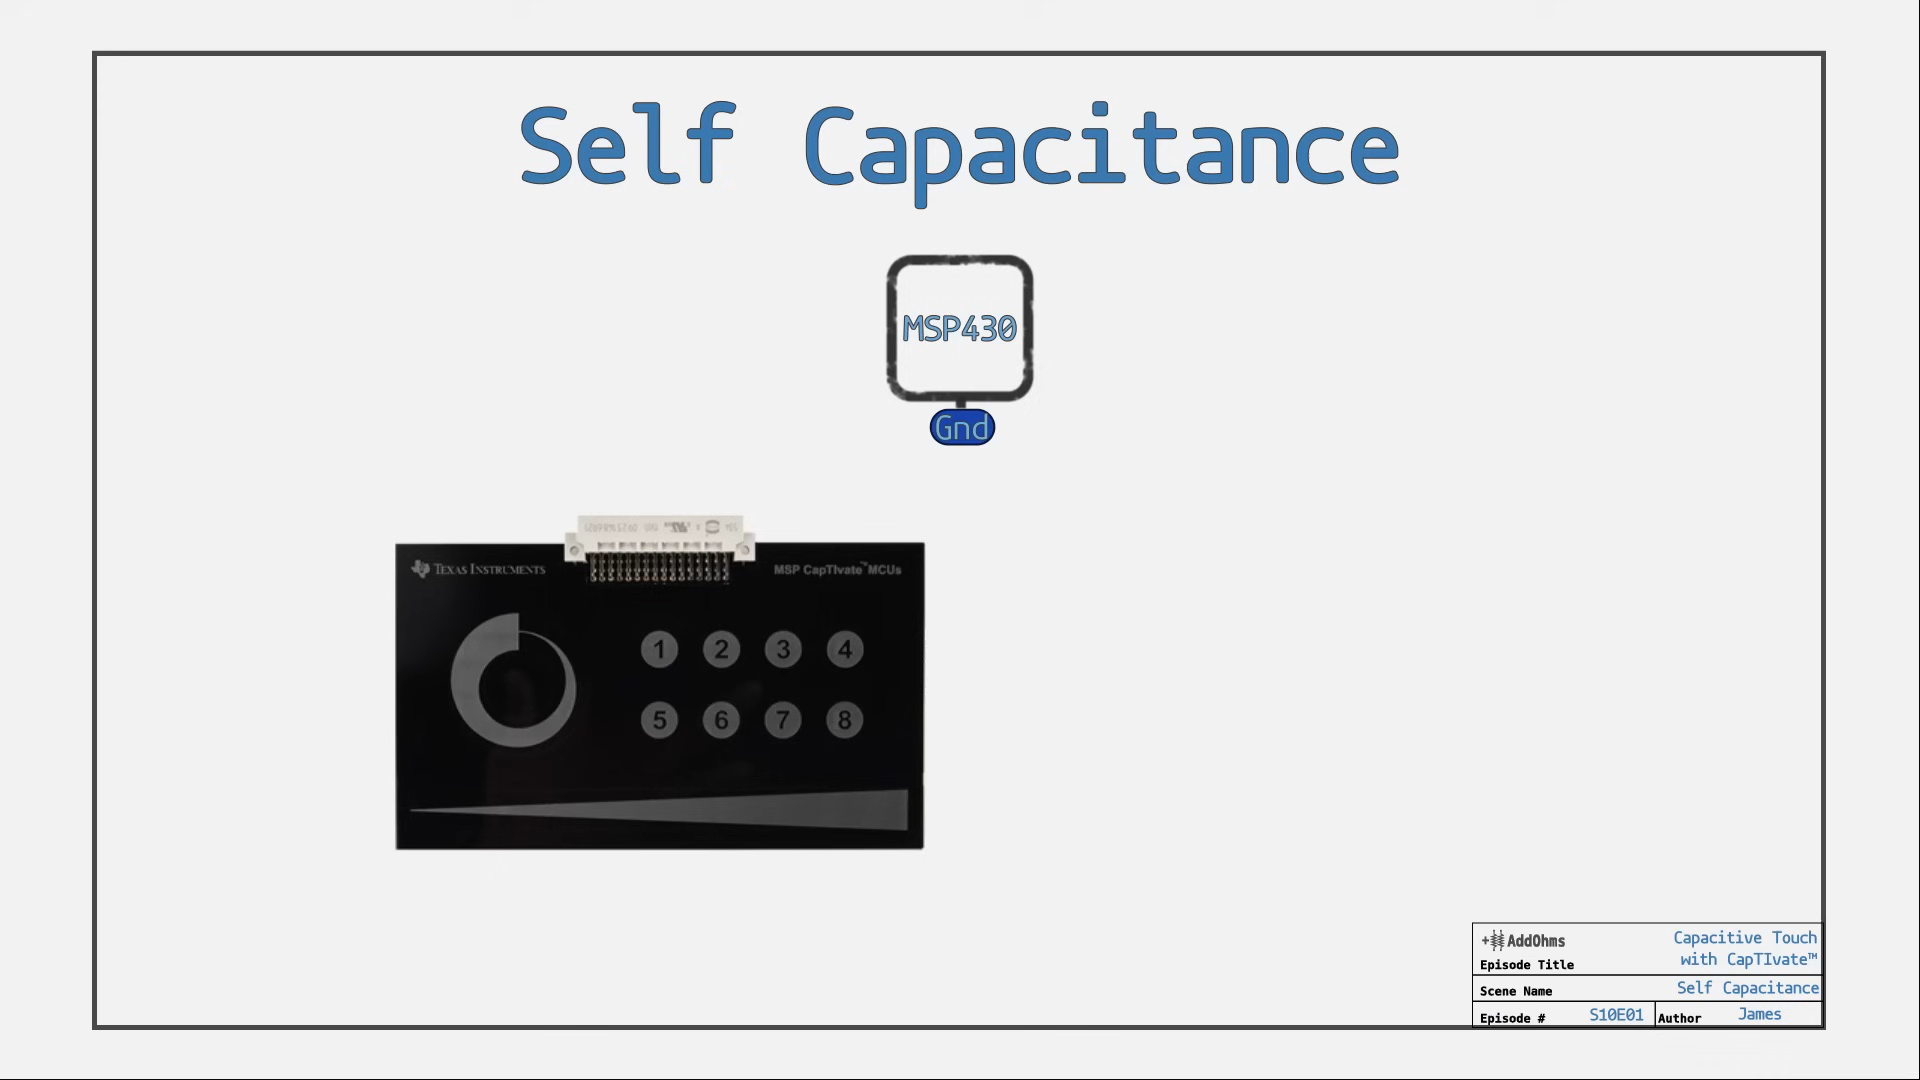 Self Capacitance
MSP430
Gnd
TEXAS INSTRUMENTS
MSP CapTIvate™ MCUs
1 2 3 4
5 6 7 8
+AddOhms
Episode Title
Capacitive Touch
with CapTIvate™
Scene Name
Self Capacitance
Episode #
S10E01
Author
James